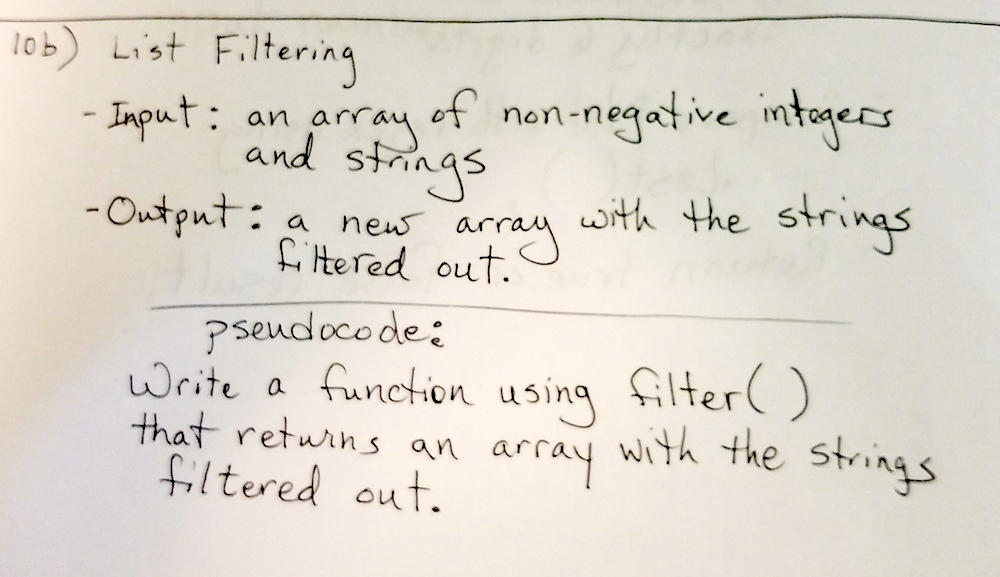 10b) List Filtering
- Input: an array of non-negative integers
and strings
- Output: a new array with the strings
filtered out.
pseudocode:
Write a function using filter( )
that returns an array with the strings
filtered out.